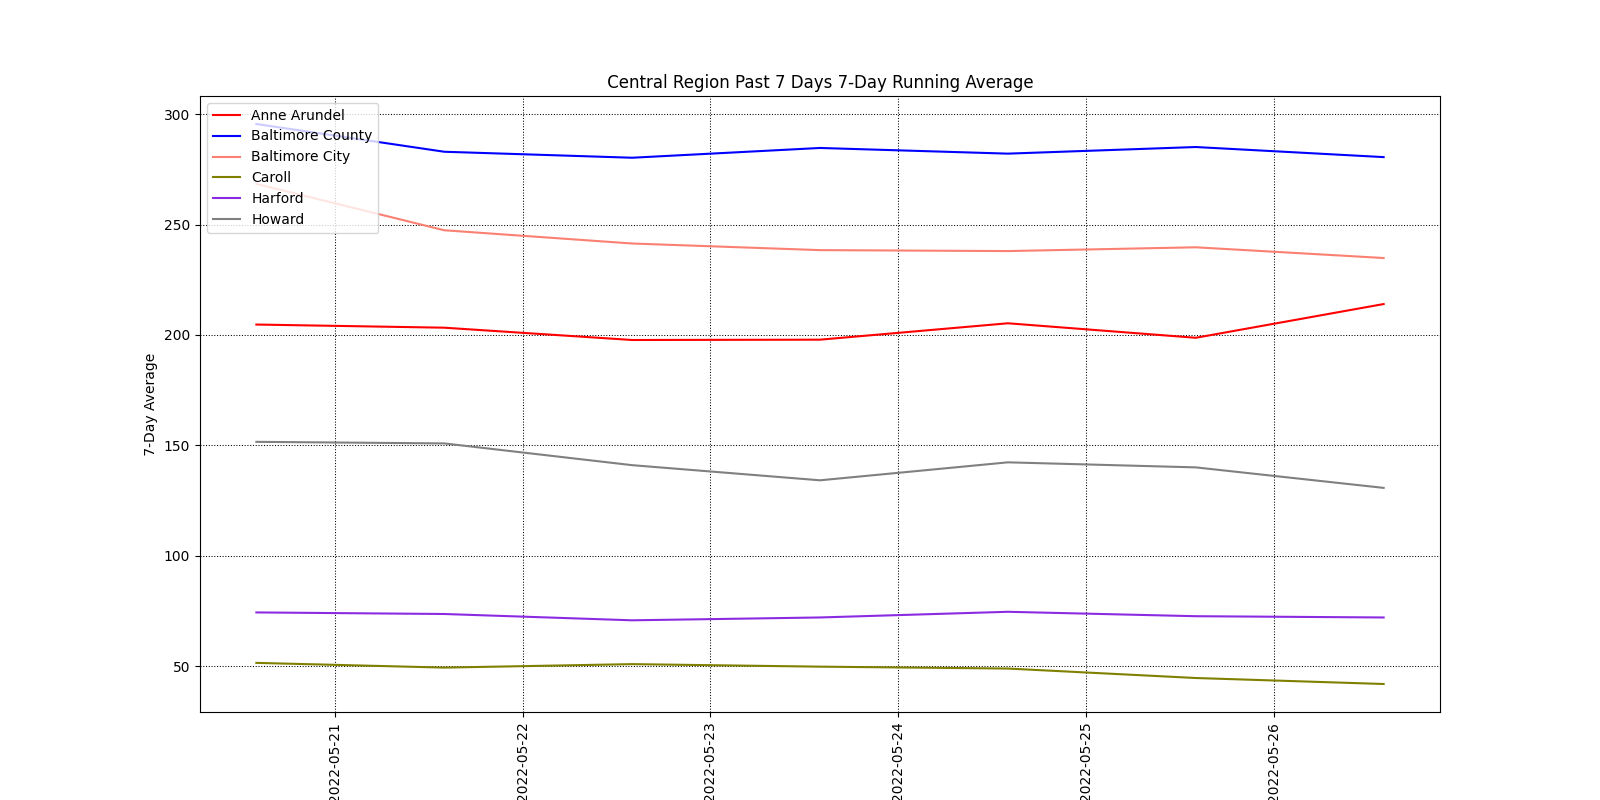 Central Region Past 7 Days 7-Day Running Average
Anne Arundel
Baltimore County
Baltimore City
Caroll
Harford
Howard
7-Day Average
300
250
200
150
100
50
2022-05-21
2022-05-22
2022-05-23
2022-05-24
2022-05-25
2022-05-26